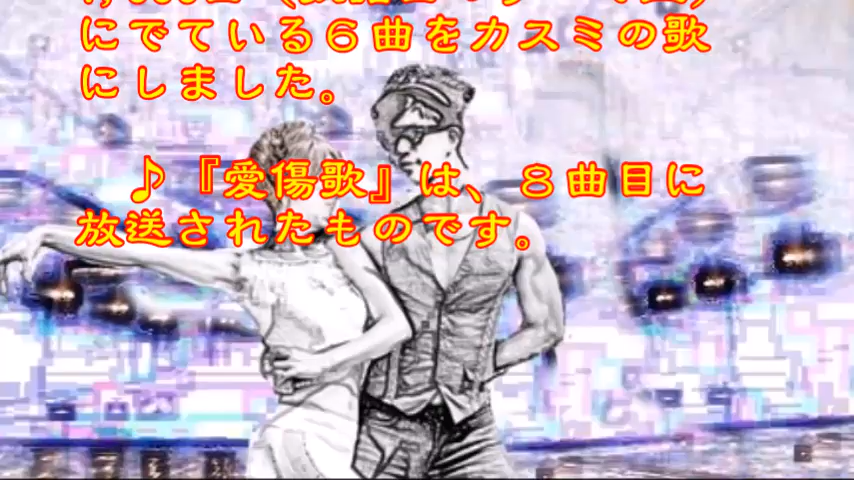 にでている６曲をカスミの歌
にしました。
♪『愛傷歌』は、８曲目に
放送されたものです。